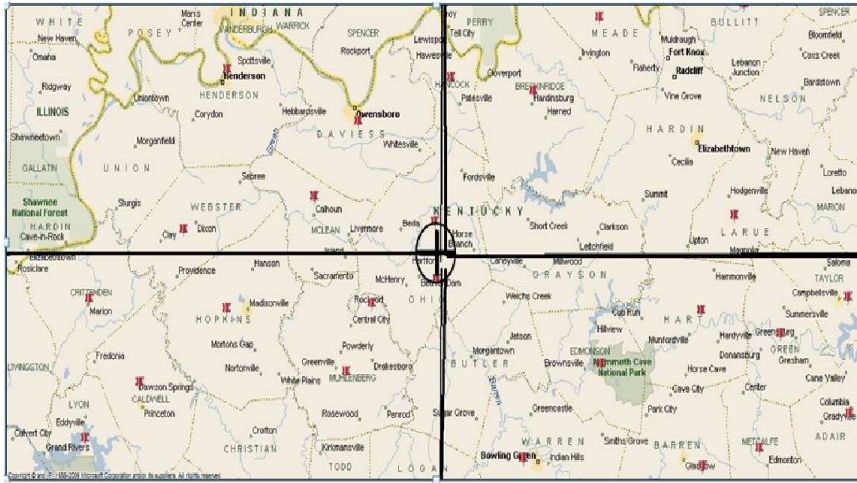 INDIANA
WHITE
New Haven
Omaha
Ridgway
ILLINOIS
Shawneetown
GALLATIN
Shawnee
National Forest
HARDIN
Cave-in-Rock
Elizabethtown
Rosiclare
POSEY
Morris
Center
VANDERBURGH
WARRICK
Spottsville
Henderson
HENDERSON
Uniontown
Corydon
Morganfield
UNION
Sturgis
Sebree
WEBSTER
Clay
Dixon
Providence
SPENCER
Rockport
Owensboro
Hebbardsville
DAVIESS
Green
Whitesville
Calhoun
MCLEAN
Livermore
Island
Beda
Lewisport
Hawesville
HANCOCK
PERRY
Tell City
Cloverport
Patesville
BRECKINRIDGE
Hardinsburg
Harned
Fordsville
KENTUCKY
Horse
Branch
Short Creek
Clarkson
Leitchfield
MEADE
Irvington
Flaherty
Muldraugh
Fort Knox
Radcliff
Vine Grove
HARDIN
Elizabethtown
Cecilia
Summit
Upton
BULLITT
Lebanon
Junction
SPENCER
Bloomfield
Coxs Creek
Bardstown
NELSON
New Haven
Loretto
Hodgenville
MARION
LARUE
Magnolia
Hanson
Sacramento
McHenry
Beaver Dam
OHIO
CRITTENDEN
Marion
HOPKINS
Madisonville
Mortons Gap
Nortonville
White Plains
Rockport
Central City
Powderly
Greenville
Drakesboro
MUHLENBERG
Fredonia
LIVINGSTON
Dawson Springs
CALDWELL
Princeton
LYON
Eddyville
Calvert City
Grand Rivers
Crofton
CHRISTIAN
Rosewood
Penrod
Kirkmansville
TODD
LOGAN
Caneyville
Millwood
GRAYSON
Welchs Creek
Jetson
Morgantown
BUTLER
Barren
Sugar Grove
Greencastle
WARREN
Bowling Green
Indian Hills
EDMONSON
Brownsville
Mammoth Cave
National Park
Cub Run
Hillview
HART
Munfordville
Hammonville
Hardyville
Donansburg
Horse Cave
Cave City
Park City
Smiths Grove
BARREN
Glasgow
Center
METCALFE
Edmonton
Saloma
TAYLOR
Campbellsville
Summersville
Greensburg
GREEN
Gresham
Cane Valley
Columbia
Gradyville
ADAIR